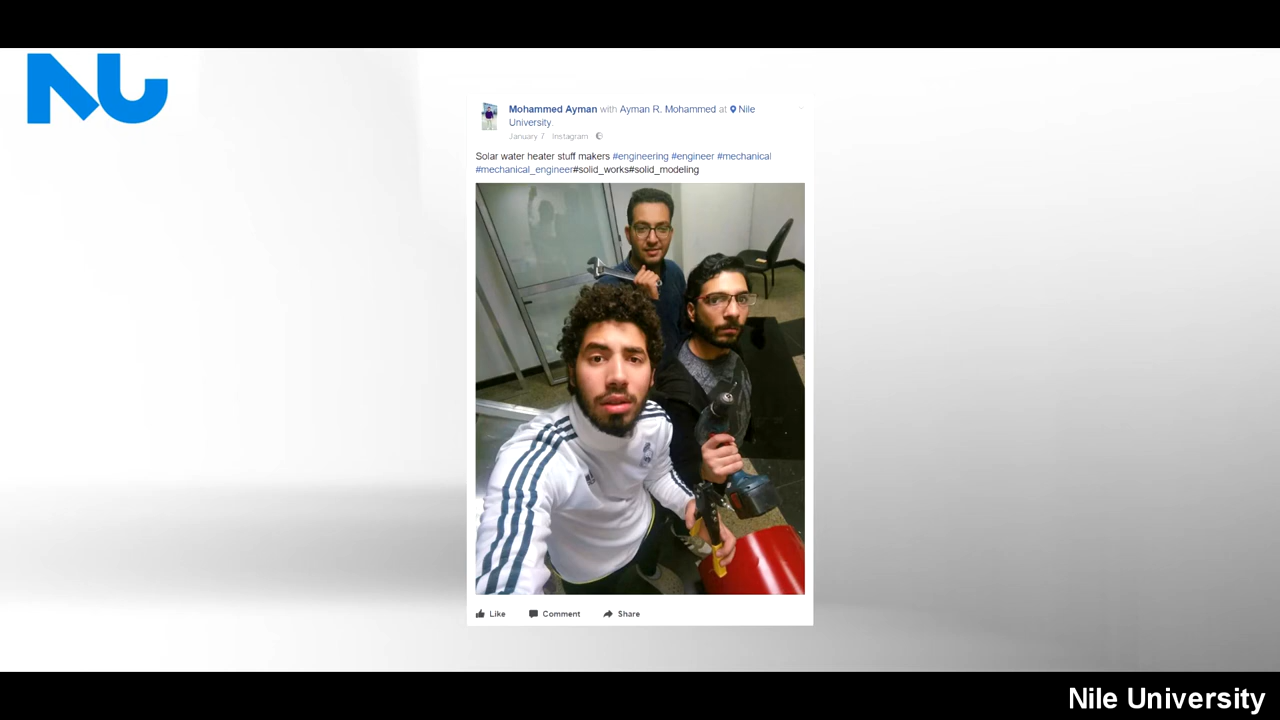 NU
Mohammed Ayman with Ayman R. Mohammed at Nile
University.
January 7 Instagram
Solar water heater stuff makers #engineering #engineer #mechanical
#mechanical_engineer#solid_works#solid_modeling
Like Comment Share
Nile University